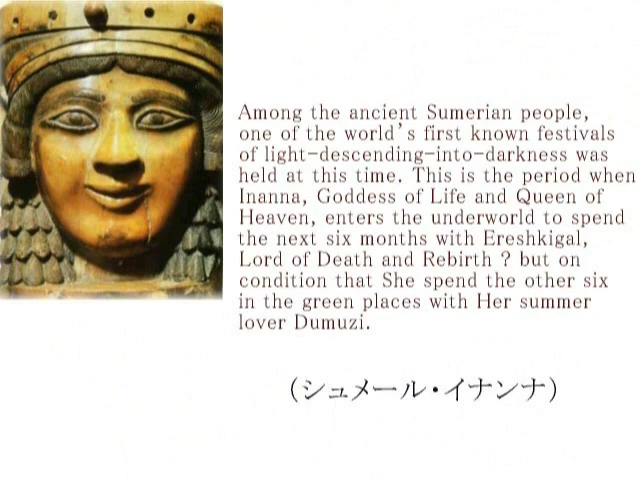 Among the ancient Sumerian people,
one of the world's first known festivals
of light-descending-into-darkness was
held at this time. This is the period when
Inanna, Goddess of Life and Queen of
Heaven, enters the underworld to spend
the next six months with Ereshkigal,
Lord of Death and Rebirth ? but on
condition that She spend the other six
in the green places with Her summer
lover Dumuzi.
(シュメール・イナンナ)